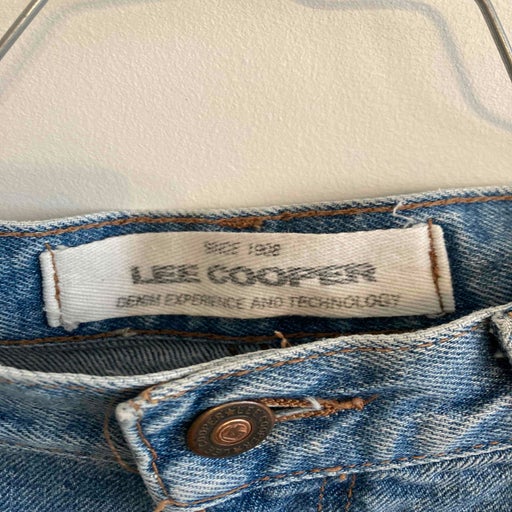 SINCE 1908
LEE COOPER
DENIM EXPERIENCE AND TECHNOLOGY